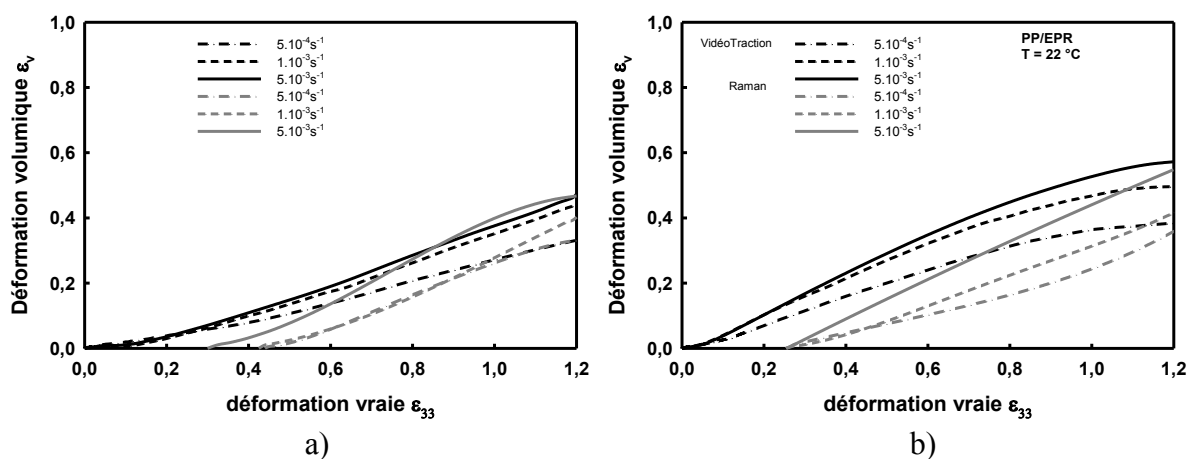 1,0
0,8
0,6
0,4
0,2
0,0
Déformation volumique εv
5.10-4s-1
1.10-3s-1
5.10-3s-1
5.10-4s-1
1.10-3s-1
5.10-3s-1
0,0 0,2 0,4 0,6 0,8 1,0 1,2
déformation vraie ε33
a)
1,0
0,8
0,6
0,4
0,2
0,0
Déformation volumique εv
VidéoTraction 5.10-4s-1
1.10-3s-1
5.10-3s-1
Raman 5.10-4s-1
1.10-3s-1
5.10-3s-1
PP/EPR
T = 22 °C
0,0 0,2 0,4 0,6 0,8 1,0 1,2
déformation vraie ε33
b)